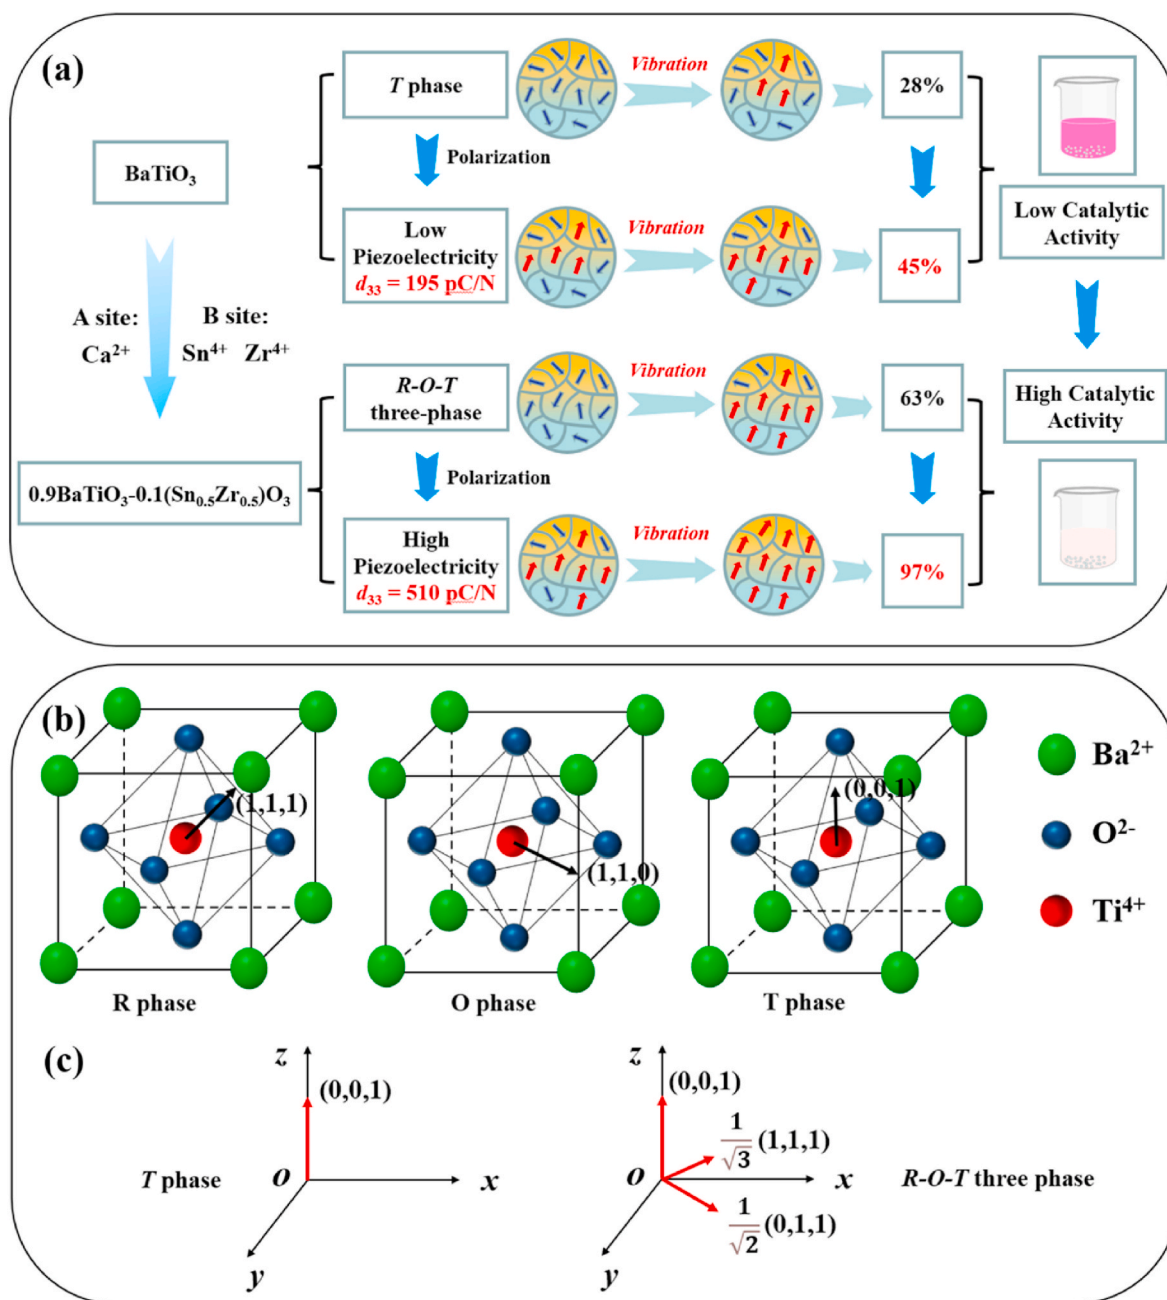 (a)
T phase
Vibration
28%
Polarization
BaTiO₃
Low
Piezoelectricity
d₃₃ = 195 pC/N
Vibration
45%
Low Catalytic
Activity
A site:
Ca²⁺
B site:
Sn⁴⁺ Zr⁴⁺
R-O-T
three-phase
Vibration
63%
High Catalytic
Activity
Polarization
0.9BaTiO₃-0.1(Sn₀.₅Zr₀.₅)O₃
High
Piezoelectricity
d₃₃ = 510 pC/N
Vibration
97%
(b)
(1,1,1)
R phase
(1,1,0)
O phase
(0,0,1)
T phase
Ba²⁺
O²⁻
Ti⁴⁺
(c)
z
(0,0,1)
T phase
o
x
y
z
(0,0,1)
1/√3 (1,1,1)
o
x
1/√2 (0,1,1)
y
R-O-T three phase